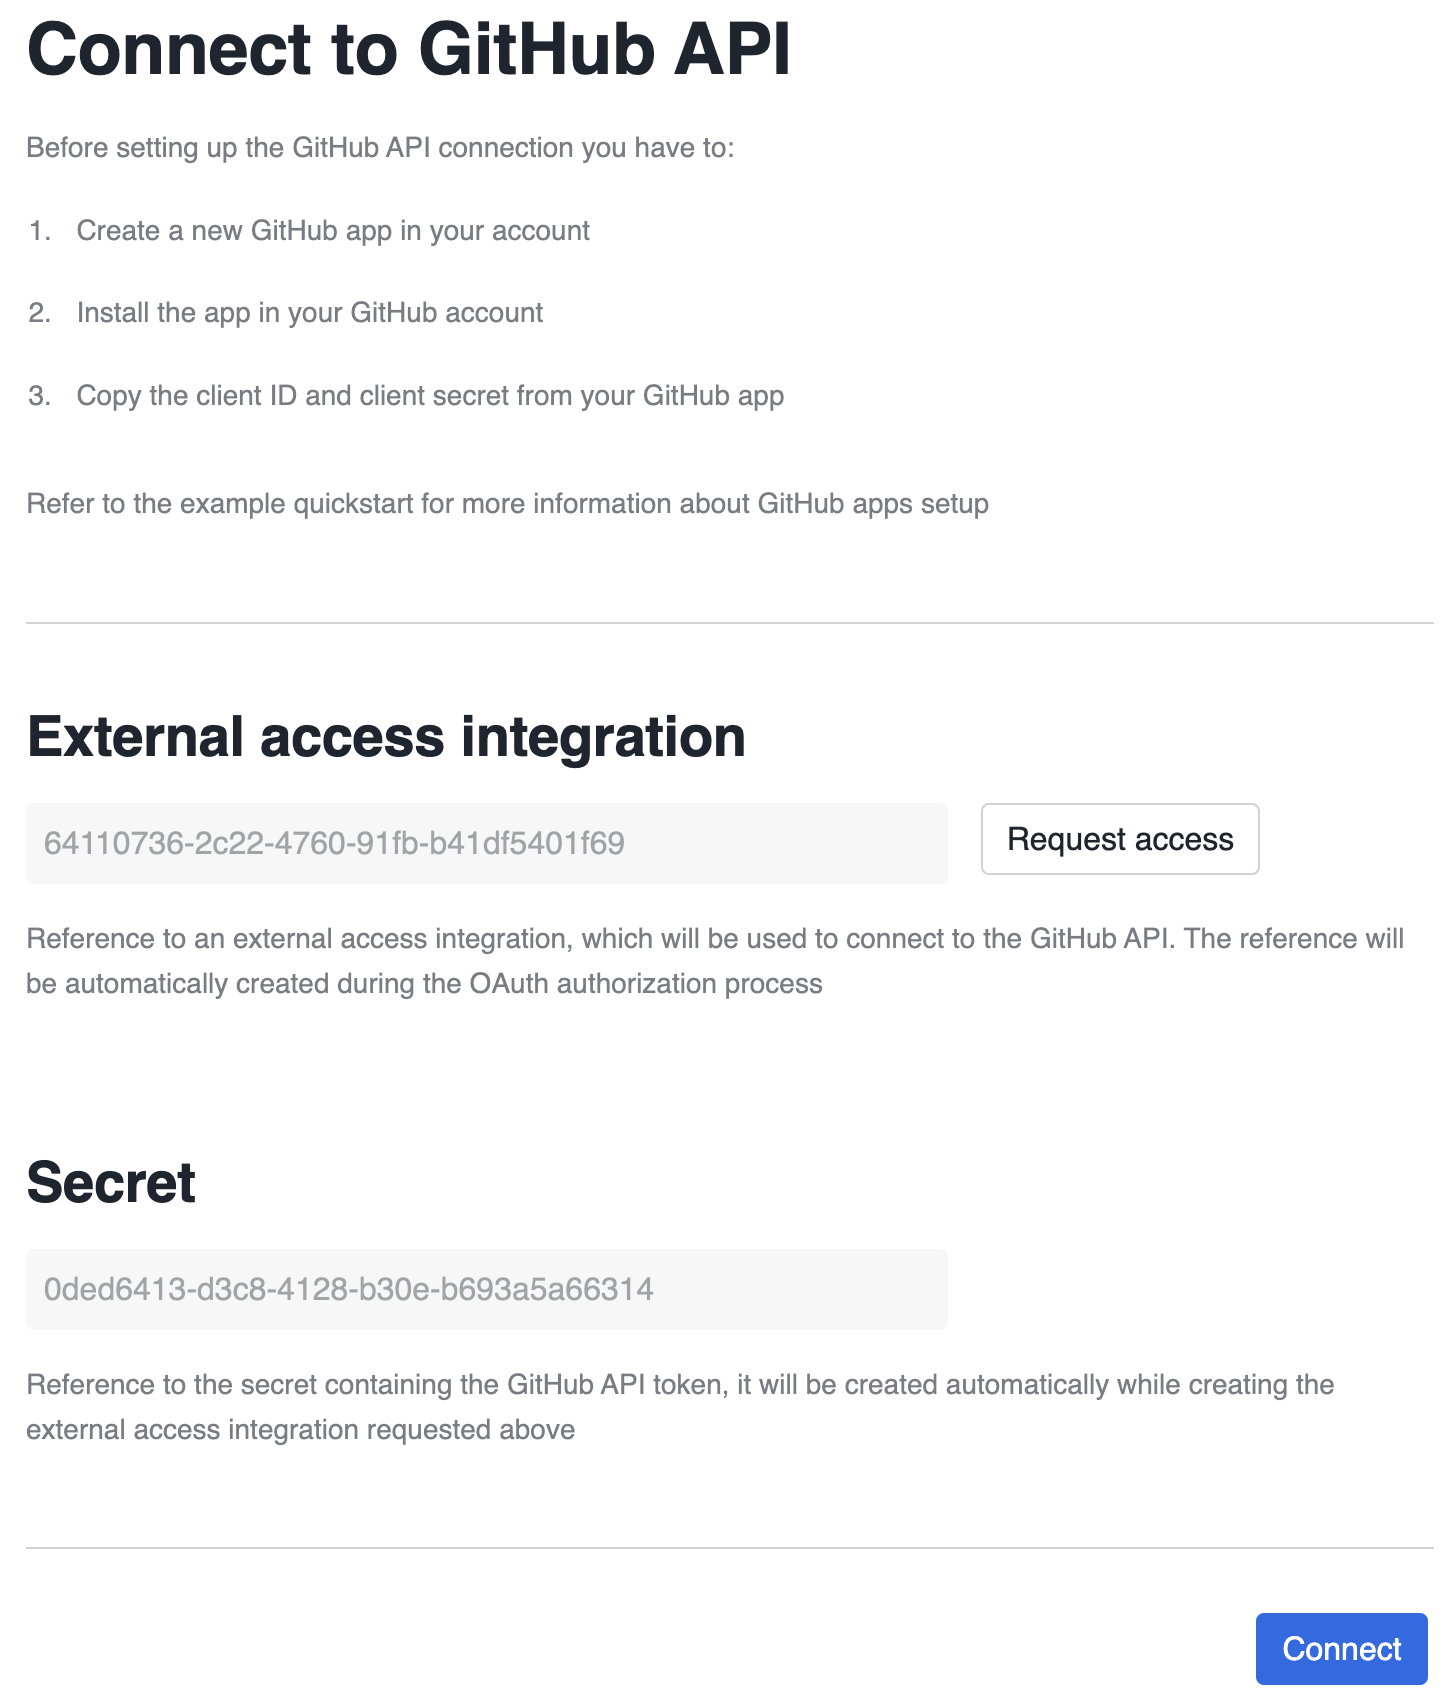 Connect to GitHub API
Before setting up the GitHub API connection you have to:
1. Create a new GitHub app in your account
2. Install the app in your GitHub account
3. Copy the client ID and client secret from your GitHub app
Refer to the example quickstart for more information about GitHub apps setup
External access integration
64110736-2c22-4760-91fb-b41df5401f69
Request access
Reference to an external access integration, which will be used to connect to the GitHub API. The reference will
be automatically created during the OAuth authorization process
Secret
0ded6413-d3c8-4128-b30e-b693a5a66314
Reference to the secret containing the GitHub API token, it will be created automatically while creating the
external access integration requested above
Connect